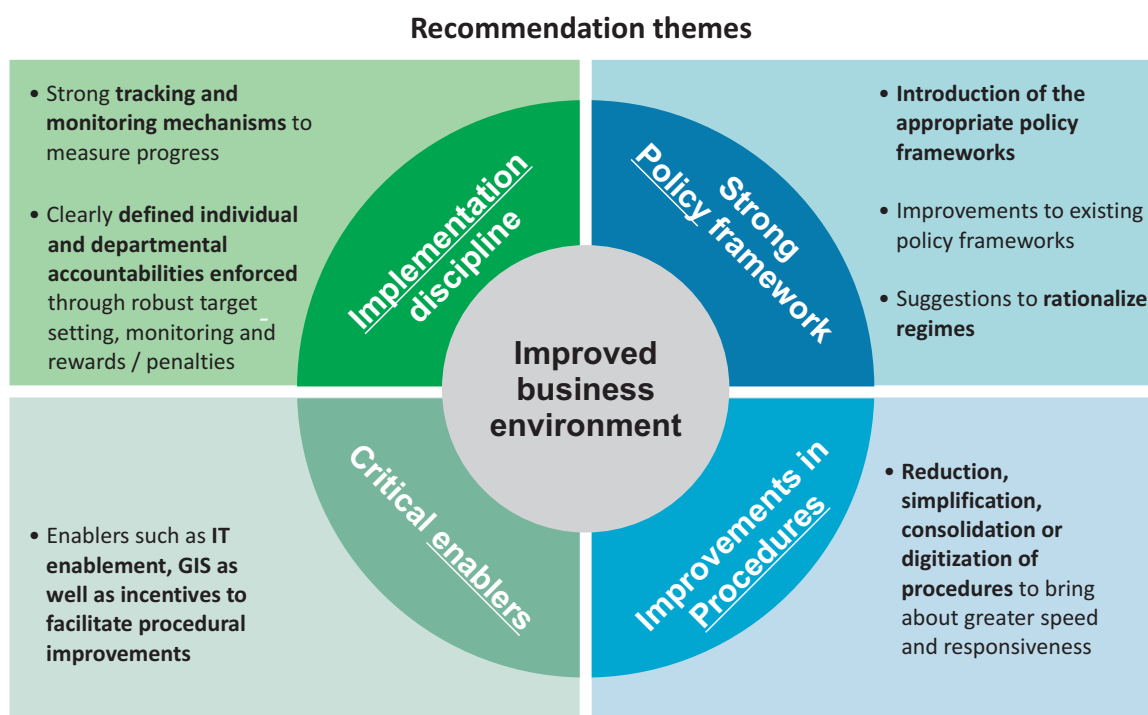 Recommendation themes
• Strong tracking and
monitoring mechanisms to
measure progress
• Clearly defined individual
and departmental
accountabilities enforced
through robust target
setting, monitoring and
rewards / penalties
Implementation
discipline
Strong
Policy framework
• Introduction of the
appropriate policy
frameworks
• Improvements to existing
policy frameworks
• Suggestions to rationalize
regimes
Improved
business
environment
• Enablers such as IT
enablement, GIS as
well as incentives to
facilitate procedural
improvements
Critical enablers
Improvements in
Procedures
• Reduction,
simplification,
consolidation or
digitization of
procedures to bring
about greater speed
and responsiveness